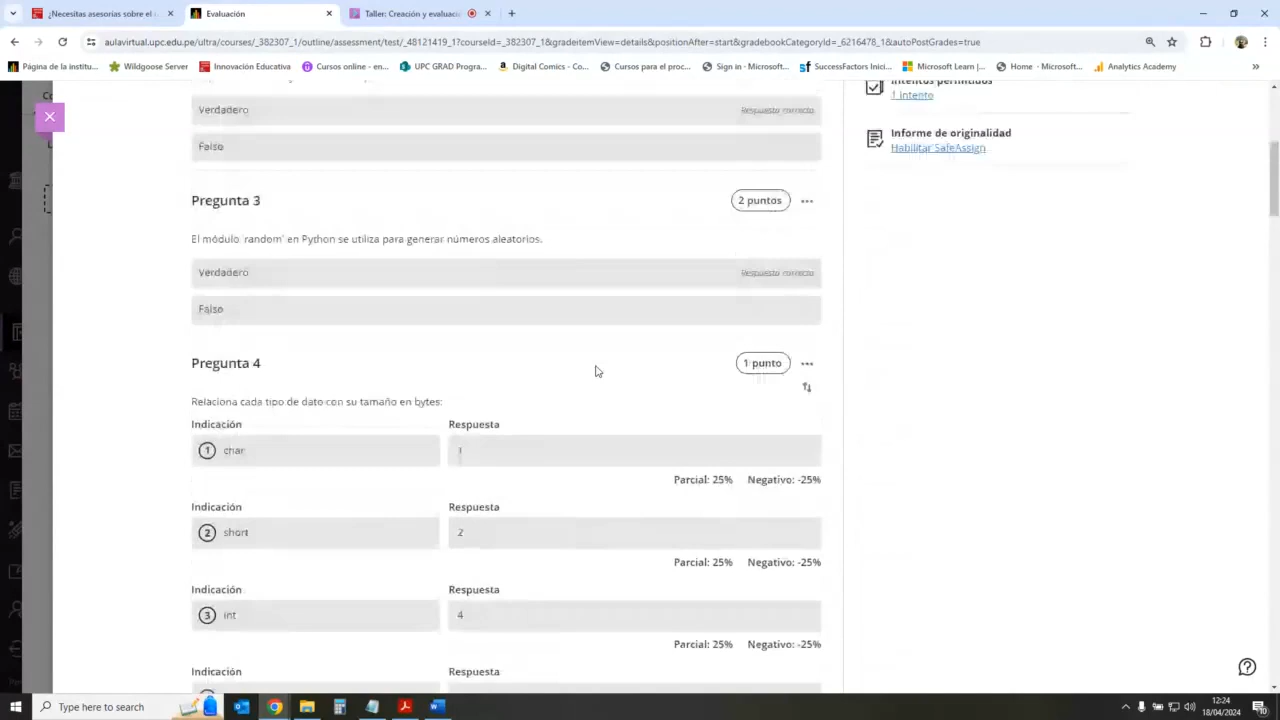 ¿Necesitas asesorías sobre el
Evaluación
Taller: Creación y evaluaci
aulavirtual.upc.edu.pe/ultra/courses/_382307_1/outline/assessment/test/_48121419_1?courseId=_382307_1&gradeitemView=details&positionAfter=start&gradebookCategoryId=_6216478_1&autoPostGrades=true
Página de la institu...
Wildgoose Server
Innovación Educativa
Cursos online - en...
UPC GRAD Progra...
Digital Comics - Co...
Cursos para el proc...
Sign in - Microsoft...
SuccessFactors Inici...
Microsoft Learn |...
Home - Microsoft...
Analytics Academy
»
Intentos permitidos
1 intento
Verdadero
Respuesta correcta
Informe de originalidad
Habilitar SafeAssign
Falso
Pregunta 3
2 puntos
El módulo 'random' en Python se utiliza para generar números aleatorios.
Verdadero
Respuesta correcta
Falso
Pregunta 4
1 punto
Relaciona cada tipo de dato con su tamaño en bytes:
Indicación
Respuesta
1 char
1
Parcial: 25% Negativo: -25%
Indicación
Respuesta
2 short
2
Parcial: 25% Negativo: -25%
Indicación
Respuesta
3 int
4
Parcial: 25% Negativo: -25%
Indicación
Respuesta
Type here to search
12:24
18/04/2024